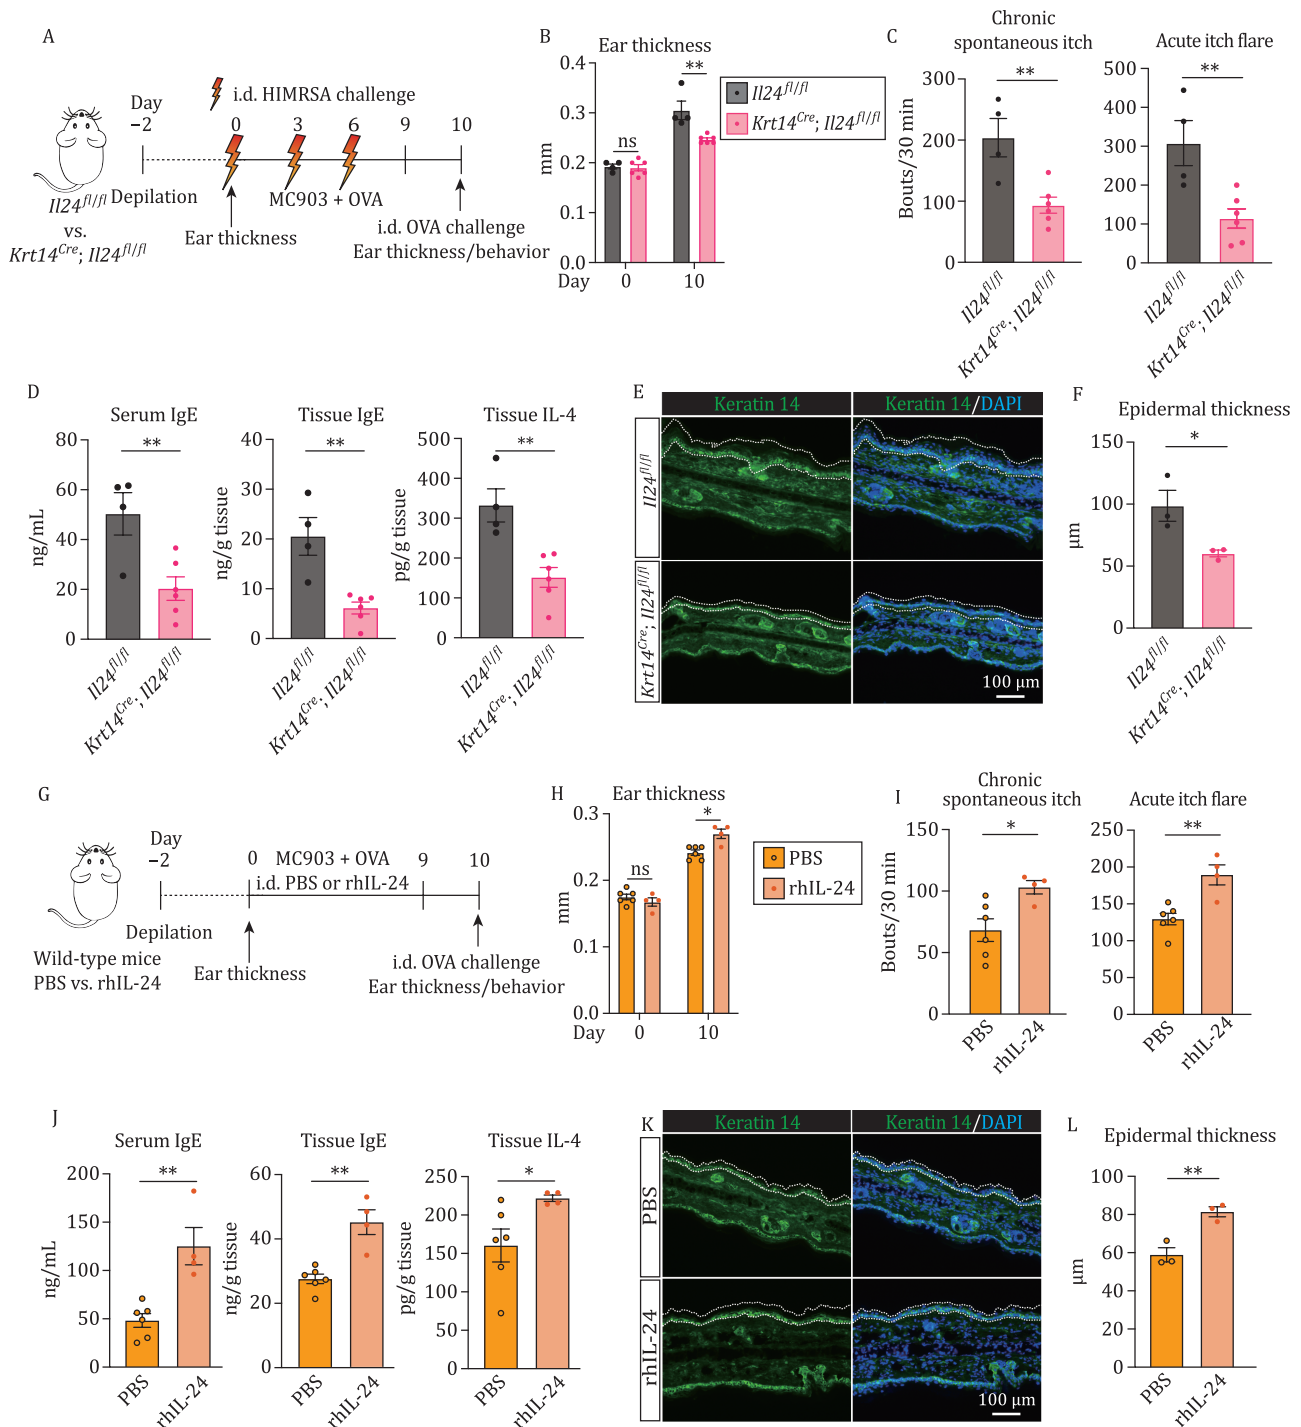 A
Day
−2
i.d. HIMRSA challenge
0
3
6
9
10
Depilation
MC903 + OVA
Il24fl/fl
vs.
Krt14Cre; Il24fl/fl
Ear thickness
i.d. OVA challenge
Ear thickness/behavior
B
Ear thickness
mm
0.4
0.3
0.2
0.1
0.0
ns
**
Day
0
10
Il24fl/fl
Krt14Cre; Il24fl/fl
C
Chronic
spontaneous itch
Bouts/30 min
300
200
100
0
**
Il24fl/fl
Krt14Cre; Il24fl/fl
Acute itch flare
500
400
300
200
100
0
**
Il24fl/fl
Krt14Cre; Il24fl/fl
D
Serum IgE
ng/mL
80
60
40
20
0
**
Il24fl/fl
Krt14Cre; Il24fl/fl
Tissue IgE
ng/g tissue
40
30
20
10
0
**
Il24fl/fl
Krt14Cre; Il24fl/fl
Tissue IL-4
pg/g tissue
500
400
300
200
100
0
**
Il24fl/fl
Krt14Cre; Il24fl/fl
E
Keratin 14
Keratin 14/DAPI
Il24fl/fl
Krt14Cre; Il24fl/fl
100 μm
F
Epidermal thickness
μm
150
100
50
0
*
Il24fl/fl
Krt14Cre; Il24fl/fl
G
Day
−2
0
MC903 + OVA
9
10
i.d. PBS or rhIL-24
Depilation
Wild-type mice
PBS vs. rhIL-24
Ear thickness
i.d. OVA challenge
Ear thickness/behavior
H
Ear thickness
mm
0.3
0.2
0.1
0.0
ns
*
Day
0
10
PBS
rhIL-24
I
Chronic
spontaneous itch
Bouts/30 min
150
100
50
0
*
PBS
rhIL-24
Acute itch flare
250
200
150
100
50
0
**
PBS
rhIL-24
J
Serum IgE
ng/mL
200
150
100
50
0
**
PBS
rhIL-24
Tissue IgE
ng/g tissue
60
40
20
0
**
PBS
rhIL-24
Tissue IL-4
pg/g tissue
250
200
150
100
50
0
*
PBS
rhIL-24
K
Keratin 14
Keratin 14/DAPI
PBS
rhIL-24
100 μm
L
Epidermal thickness
μm
100
80
60
40
20
0
**
PBS
rhIL-24